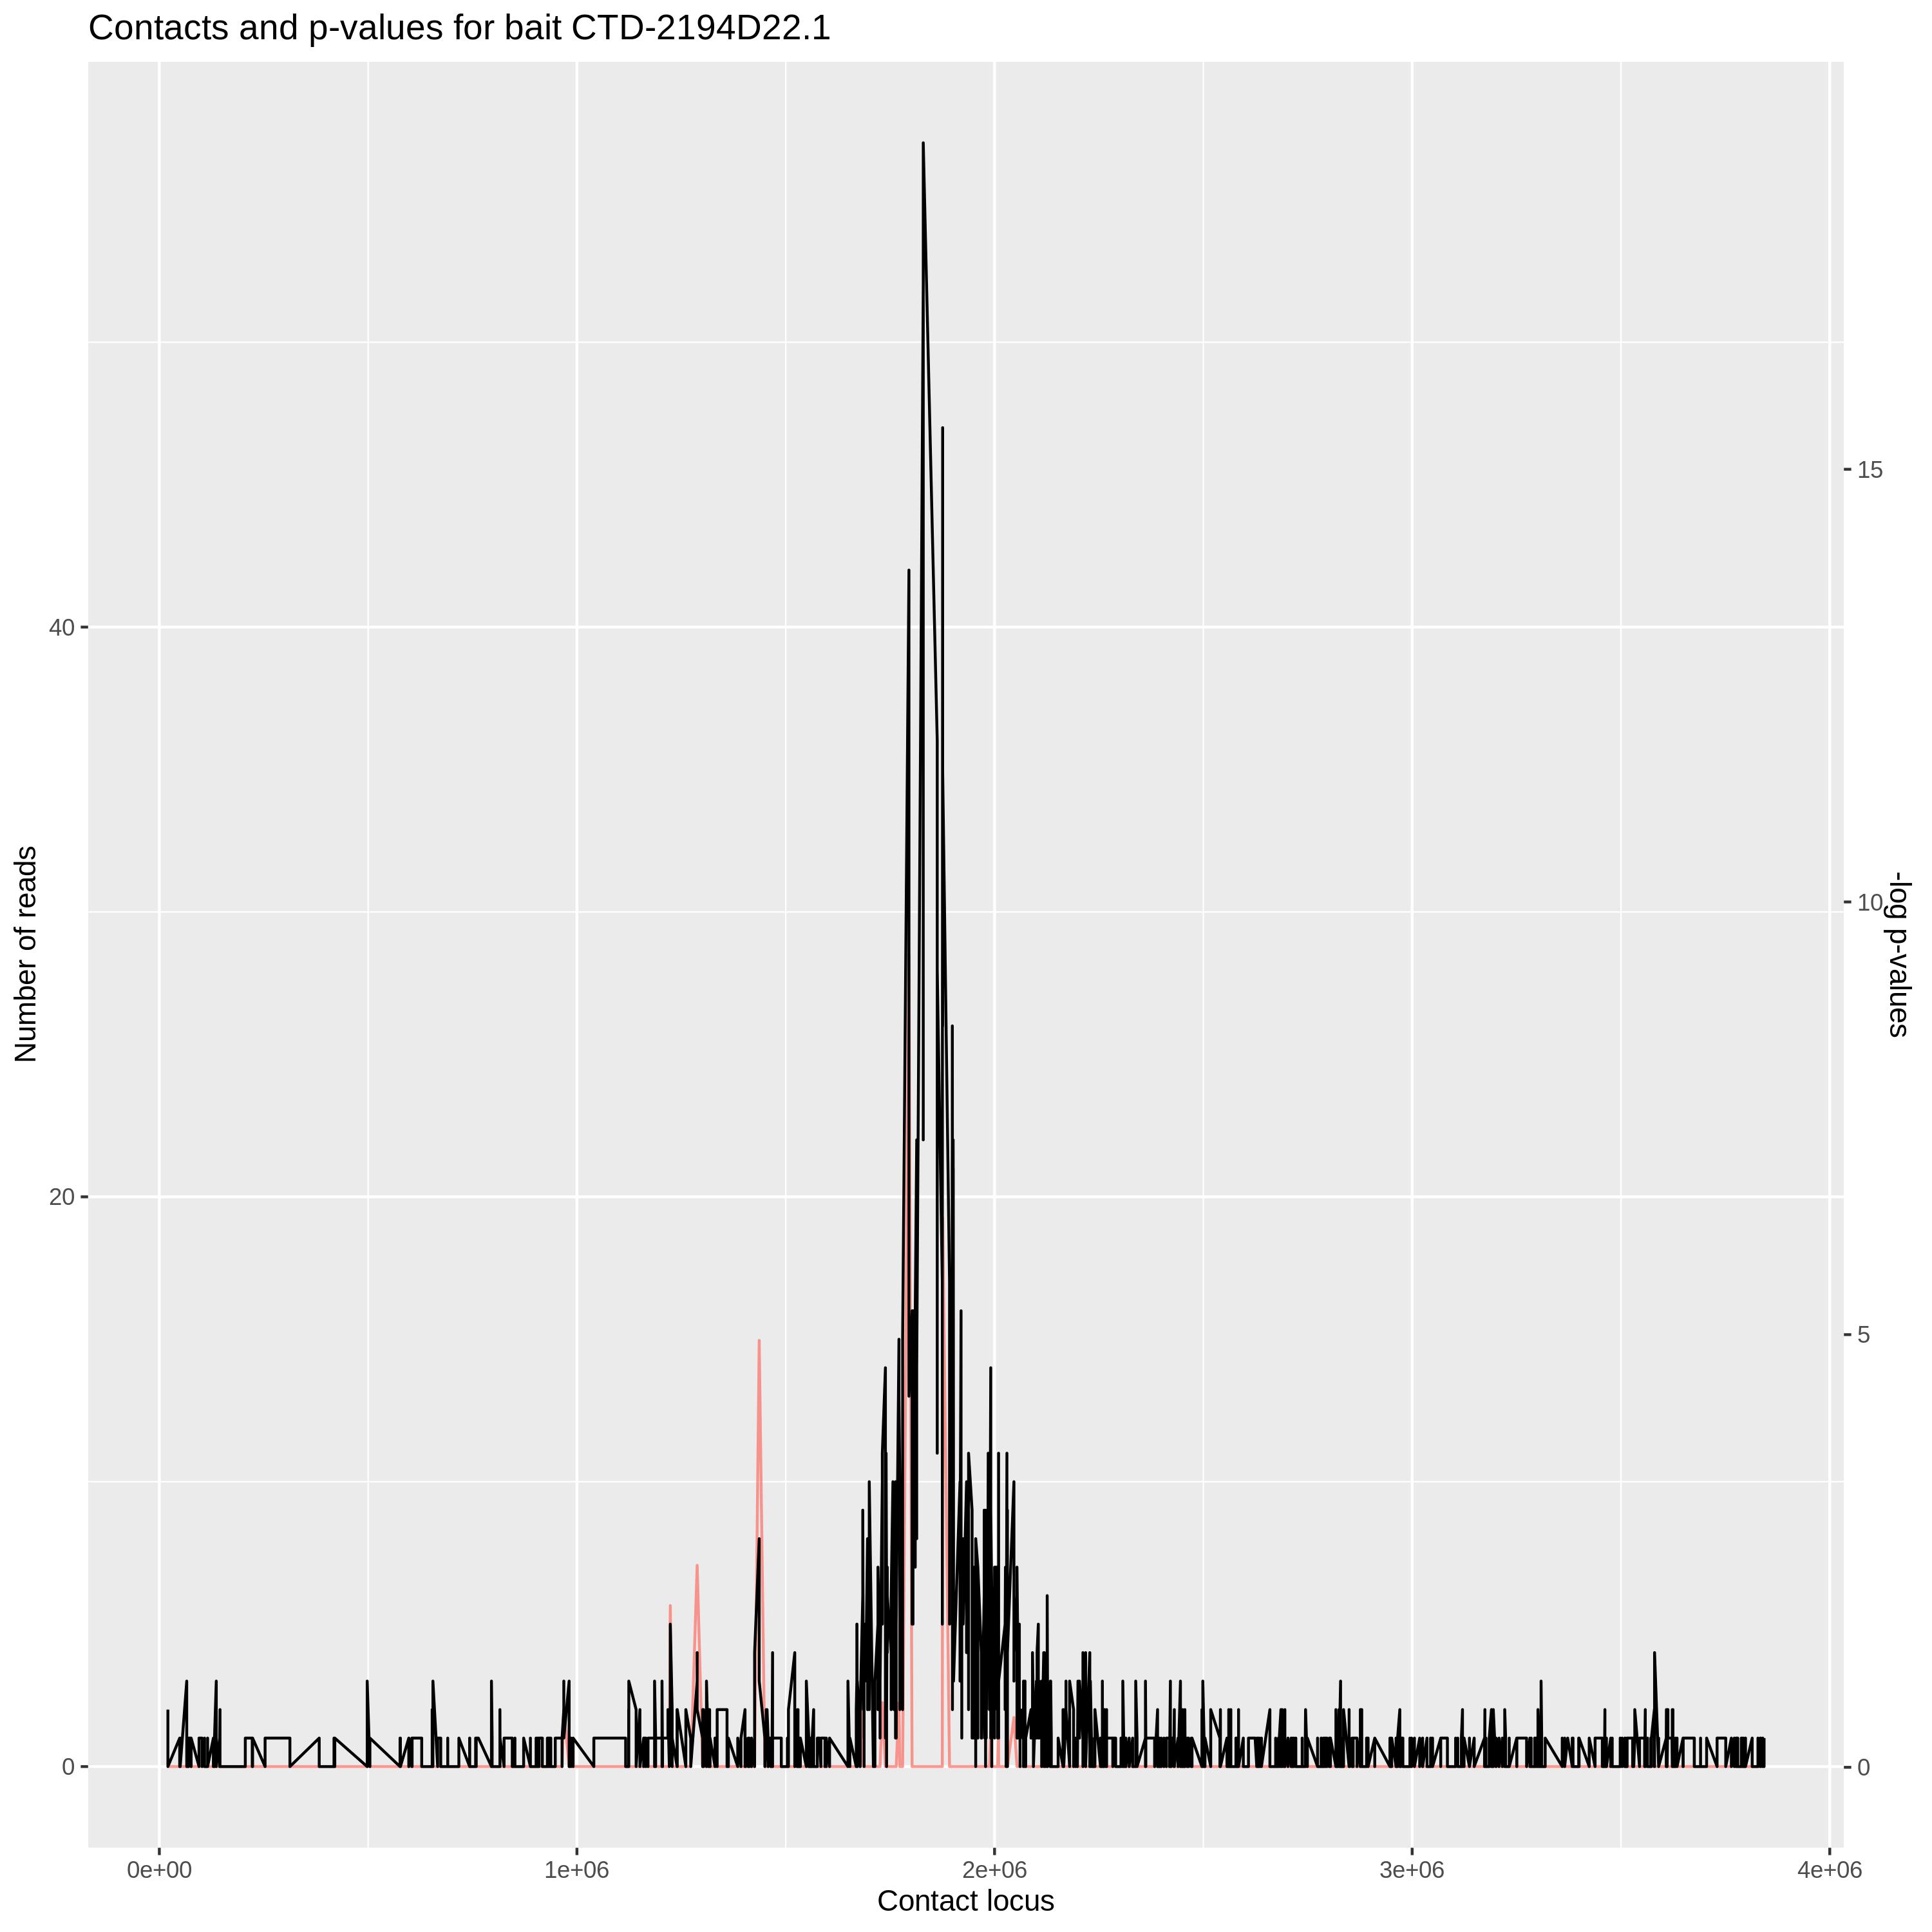 Contacts and p-values for bait CTD-2194D22.1
Number of reads
40
20
0
15
10
5
0
-log p-values
0e+00 1e+06 2e+06 3e+06 4e+06
Contact locus